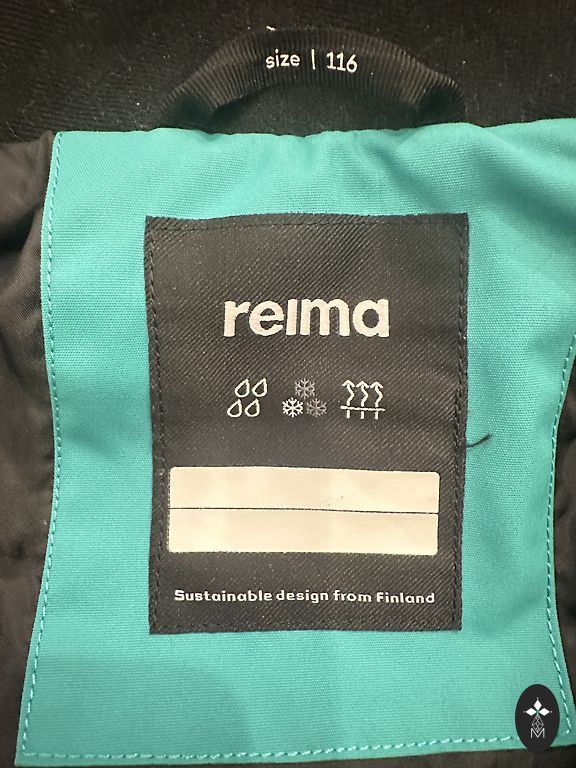 size | 116
reima
Sustainable design from Finland
M